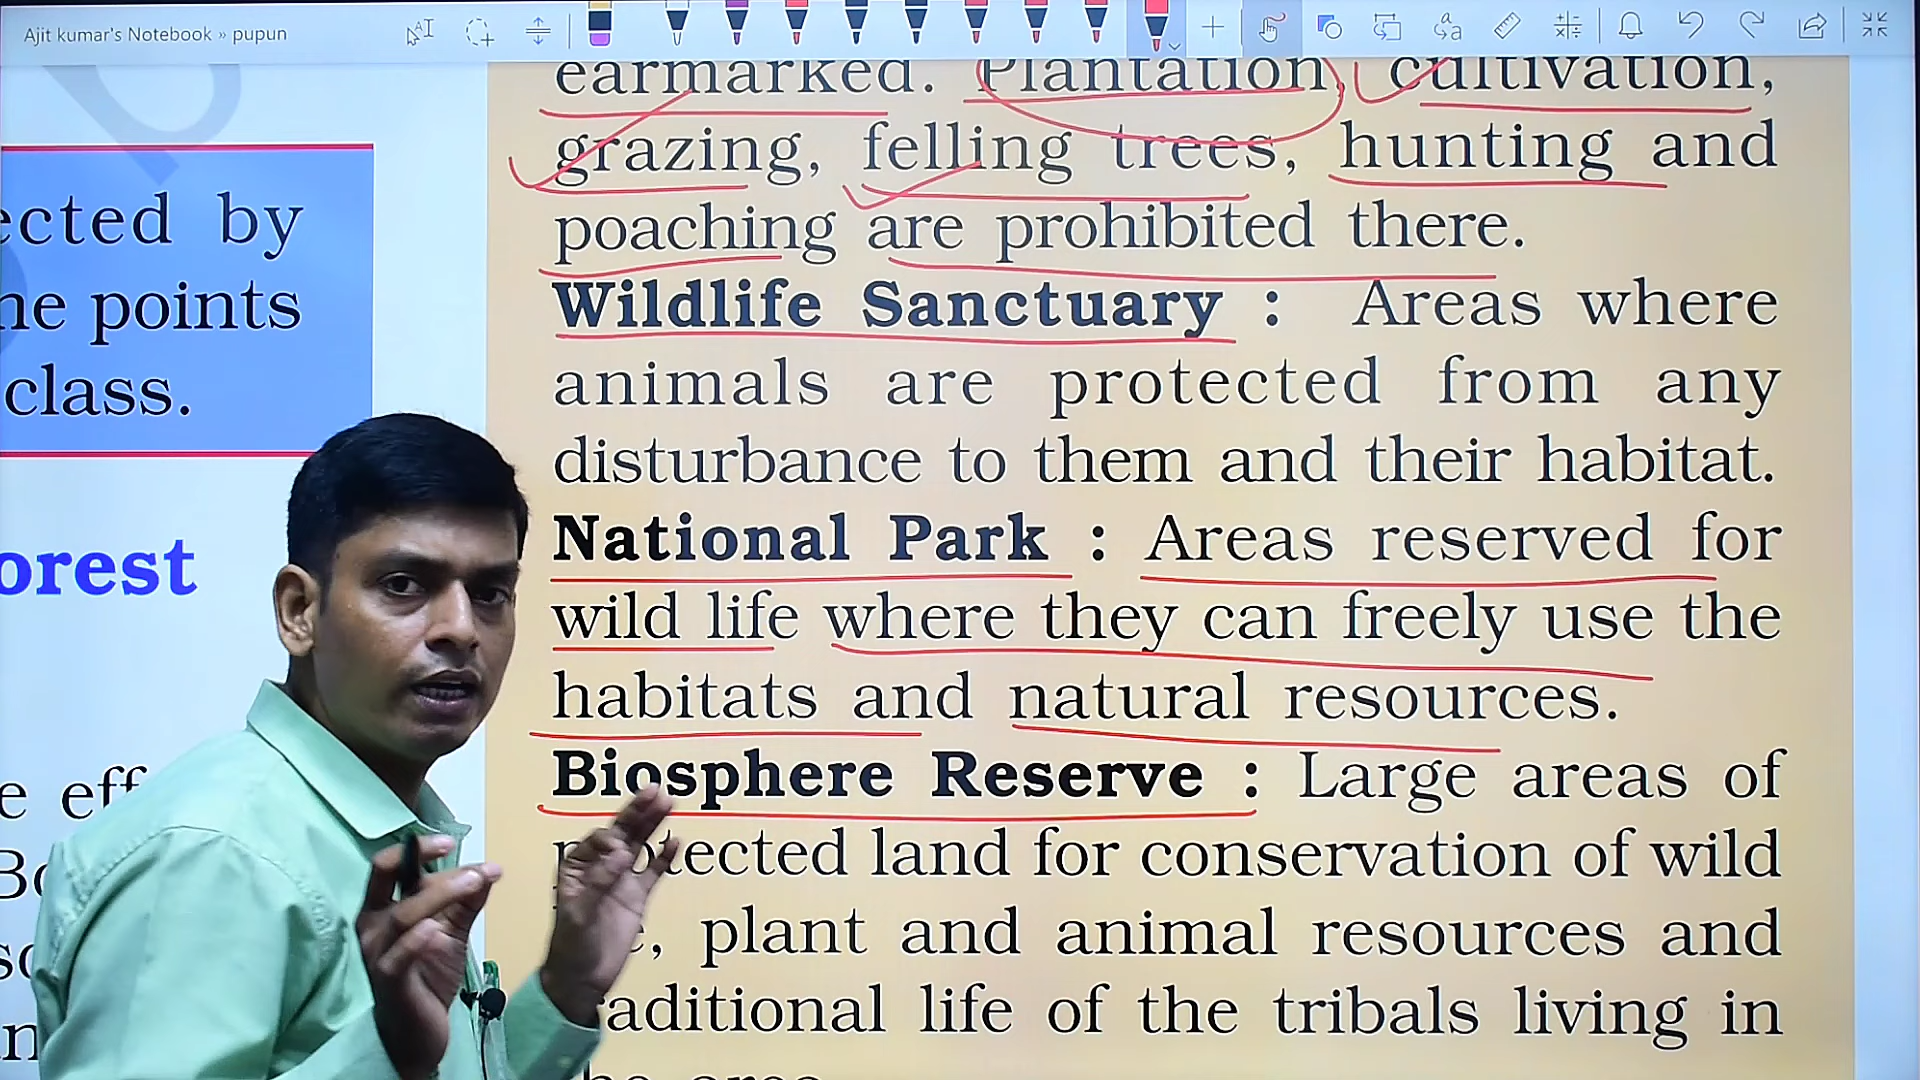 Ajit kumar's Notebook » pupun
earmarked. Plantation, cultivation,
grazing, felling trees, hunting and
poaching are prohibited there.
Wildlife Sanctuary : Areas where
animals are protected from any
disturbance to them and their habitat.
National Park : Areas reserved for
wild life where they can freely use the
habitats and natural resources.
Biosphere Reserve : Large areas of
protected land for conservation of wild
plant and animal resources and
traditional life of the tribals living in
ected by
points
class.
orest